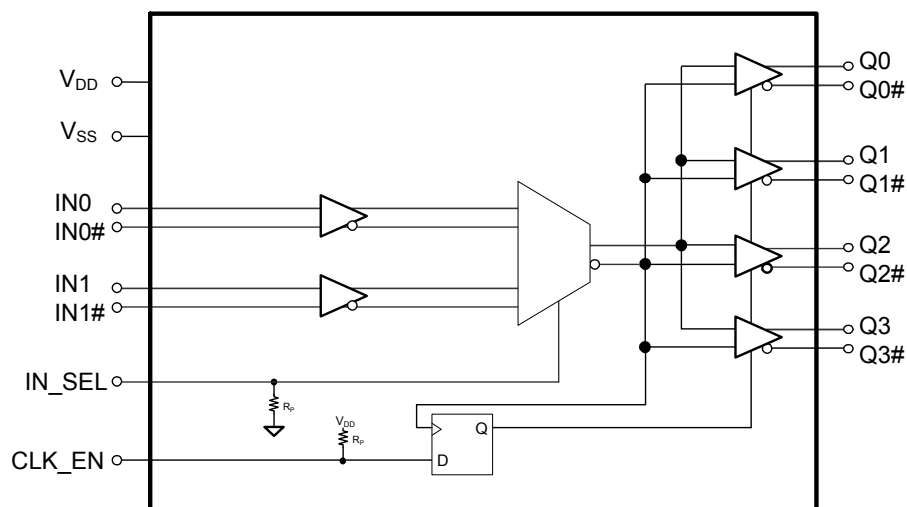 VDD
VSS
IN0
IN0#
IN1
IN1#
IN_SEL
CLK_EN
RP
VDD
RP
Q
D
Q0
Q0#
Q1
Q1#
Q2
Q2#
Q3
Q3#